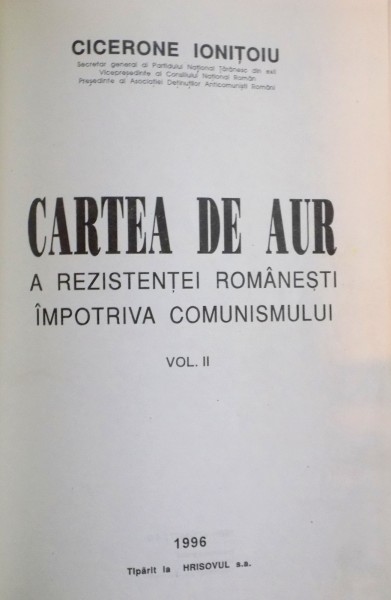 CICERONE IONIȚOIU
Secretar general al Partidului Național Țărănesc din exil
Vicepreședinte al Consiliului Național Român
Președinte al Asociației Deținuților Anticomuniști Români
CARTEA DE AUR
A REZISTENȚEI ROMÂNEȘTI
ÎMPOTRIVA COMUNISMULUI
VOL. II
1996
Tipărit la HRISOVUL s.a.